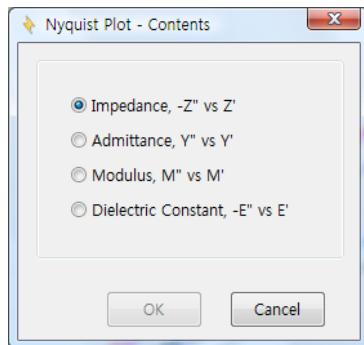 Nyquist Plot - Contents
Impedance, -Z" vs Z'
Admittance, Y" vs Y'
Modulus, M" vs M'
Dielectric Constant, -E" vs E'
OK
Cancel